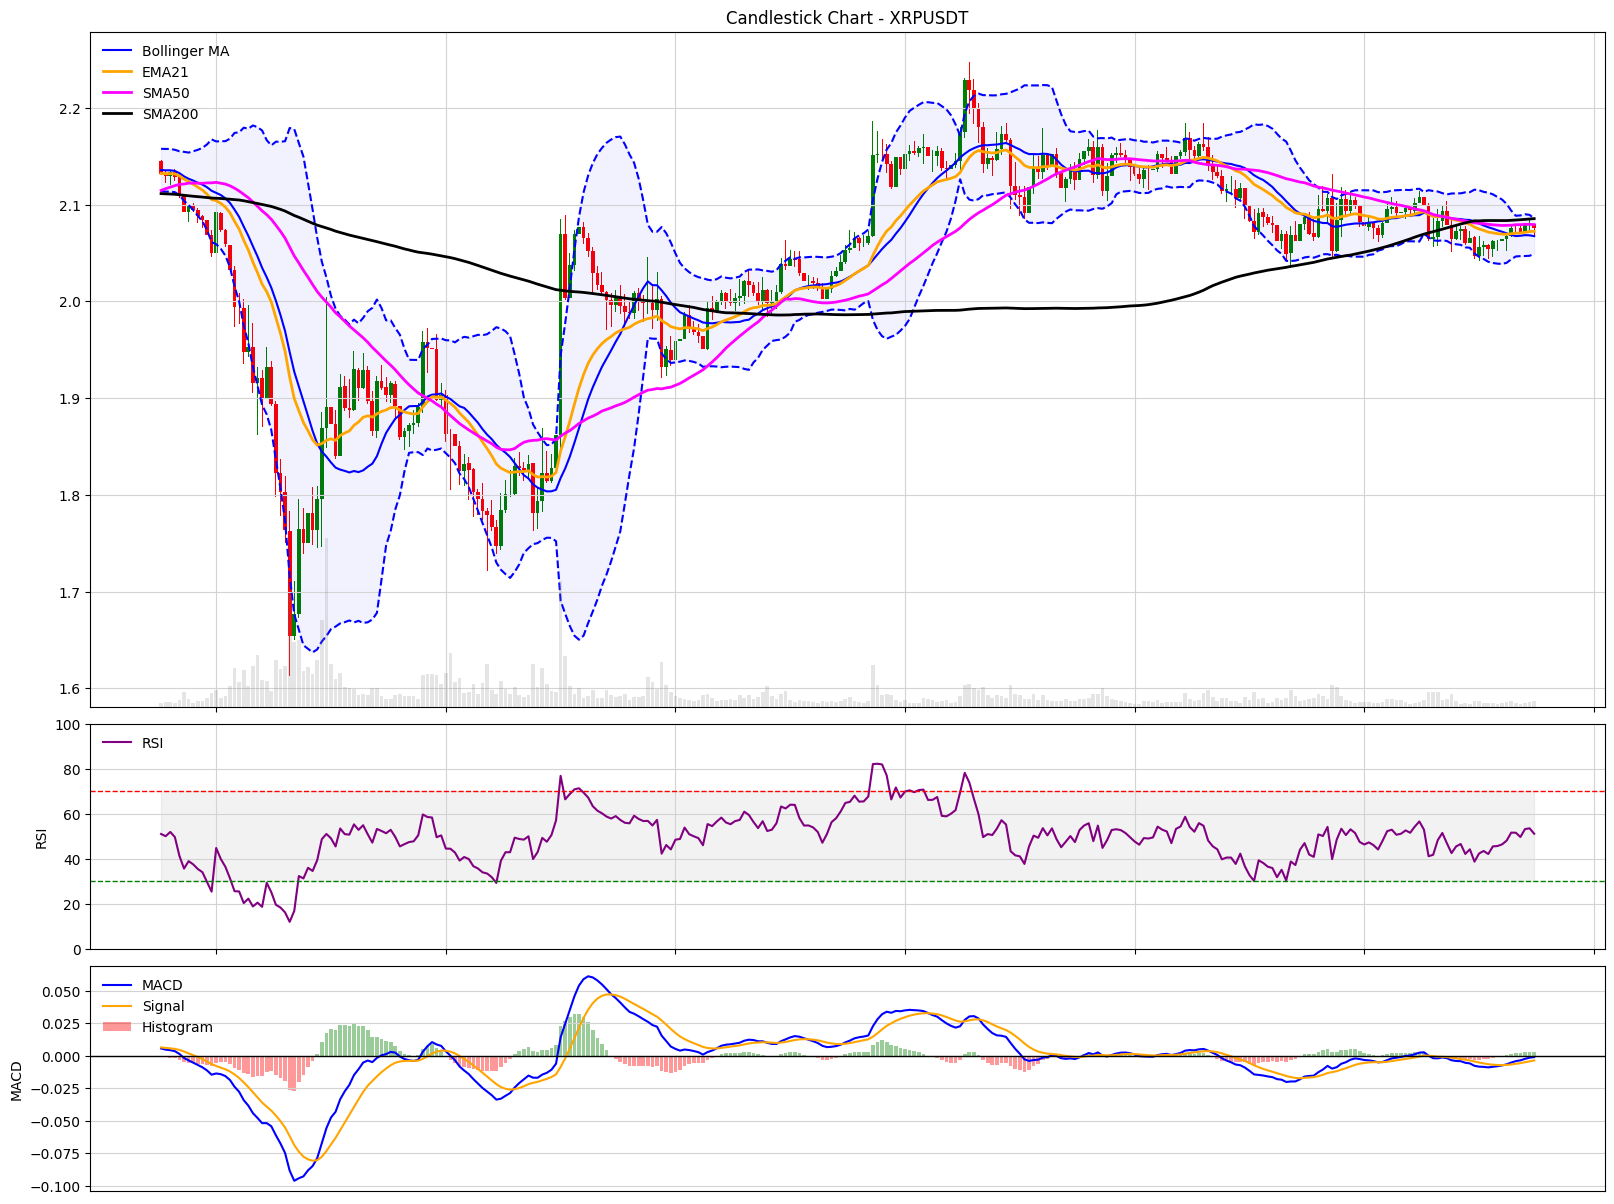 Candlestick Chart - XRPUSDT
Bollinger MA
EMA21
SMA50
SMA200
2.2
2.1
2.0
1.9
1.8
1.7
1.6
RSI
100
80
60
40
20
0
RSI
MACD
Signal
Histogram
0.050
0.025
0.000
−0.025
−0.050
−0.075
−0.100
MACD